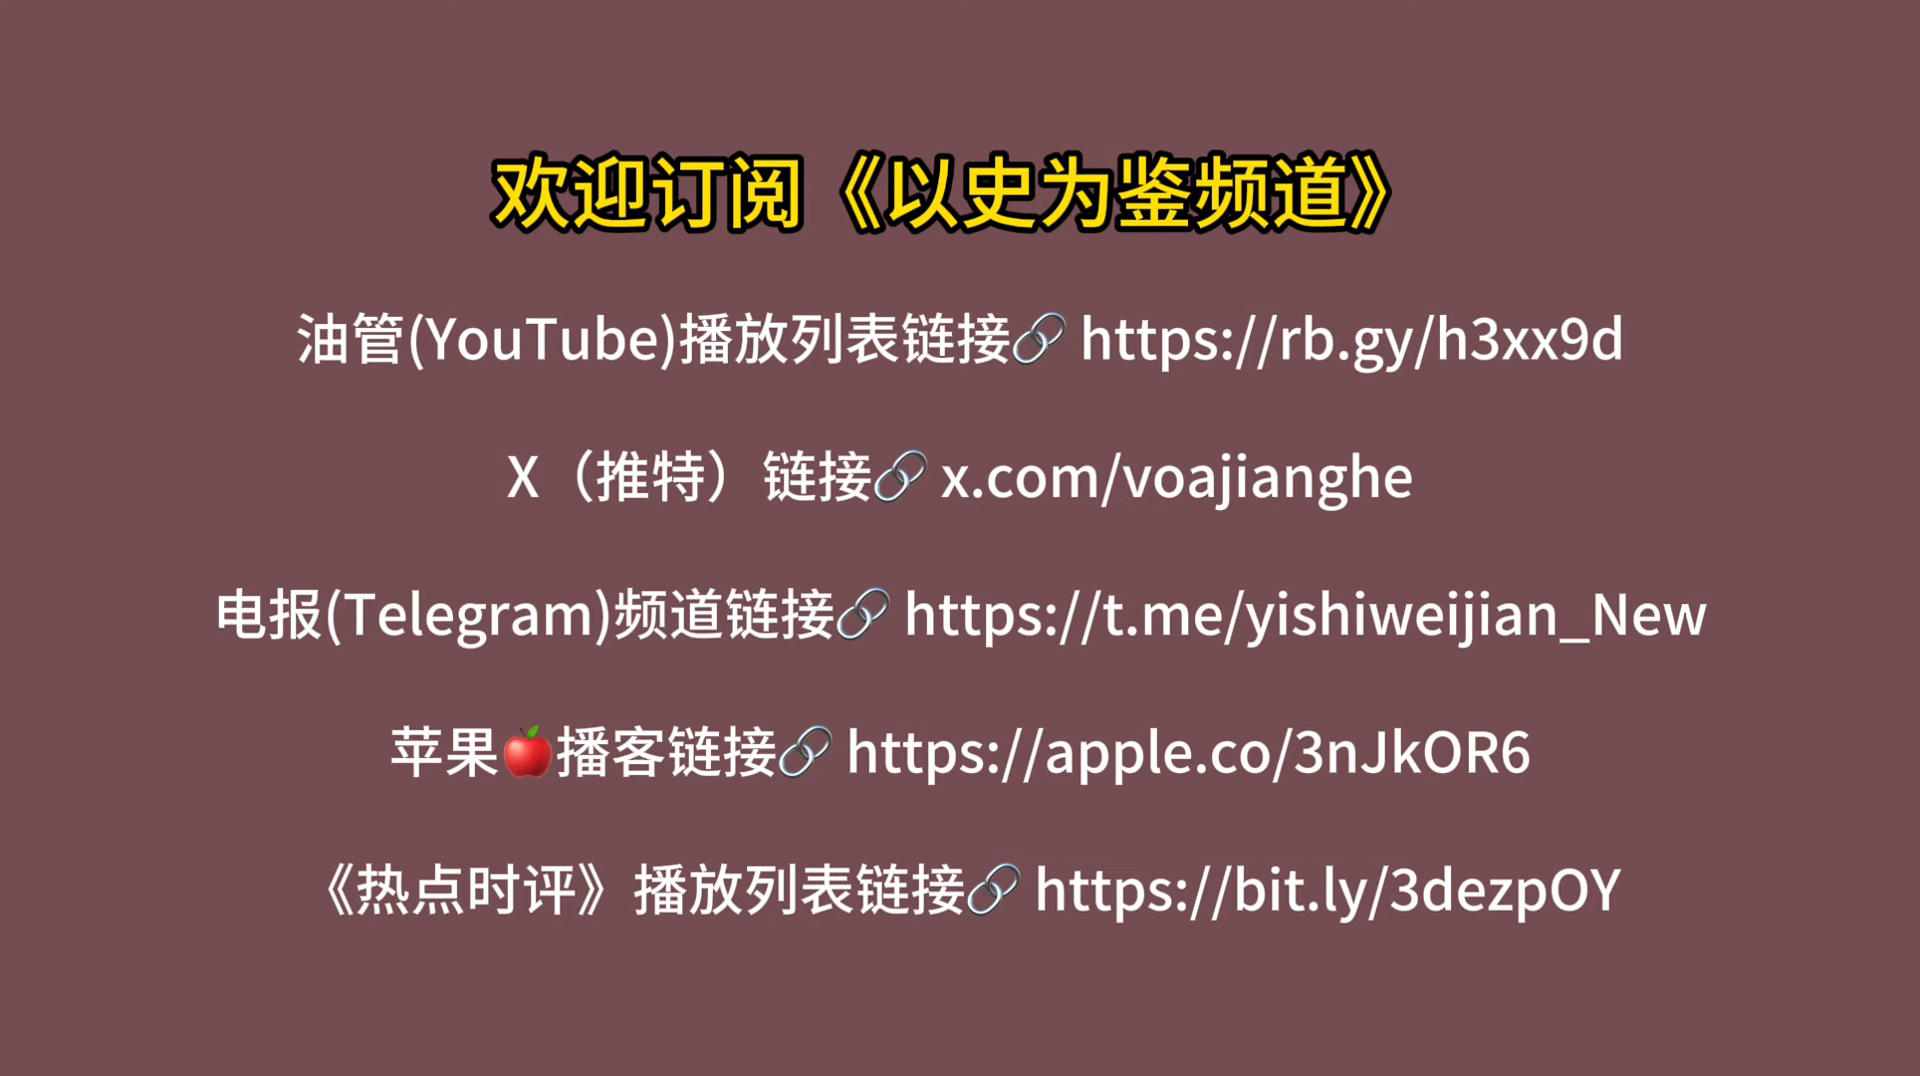 欢迎订阅《以史为鉴频道》
油管(YouTube)播放列表链接🔗 https://rb.gy/h3xx9d
X（推特）链接🔗 x.com/voajianghe
电报(Telegram)频道链接🔗 https://t.me/yishiweijian_New
苹果🍎播客链接🔗 https://apple.co/3nJkOR6
《热点时评》播放列表链接🔗 https://bit.ly/3dezpOY